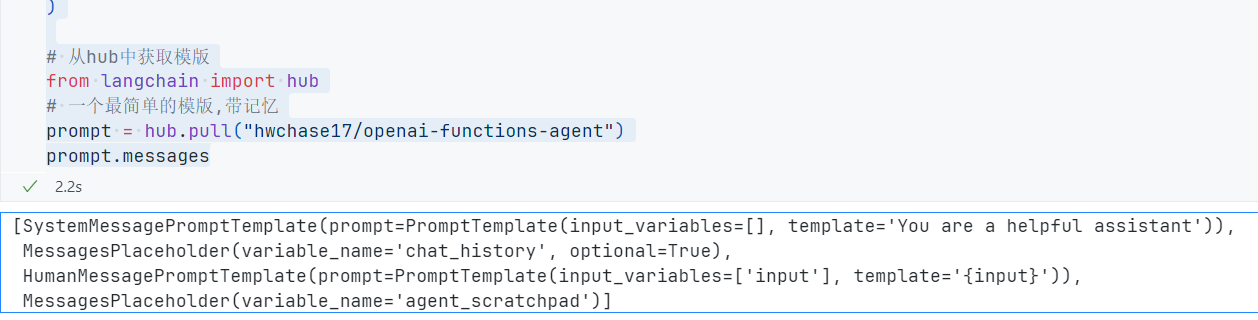 )
# 从hub中获取模版
from langchain import hub
# 一个最简单的模版,带记忆
prompt = hub.pull("hwchase17/openai-functions-agent")
prompt.messages
2.2s
[SystemMessagePromptTemplate(prompt=PromptTemplate(input_variables=[], template='You are a helpful assistant')),
 MessagesPlaceholder(variable_name='chat_history', optional=True),
 HumanMessagePromptTemplate(prompt=PromptTemplate(input_variables=['input'], template='{input}')),
 MessagesPlaceholder(variable_name='agent_scratchpad')]